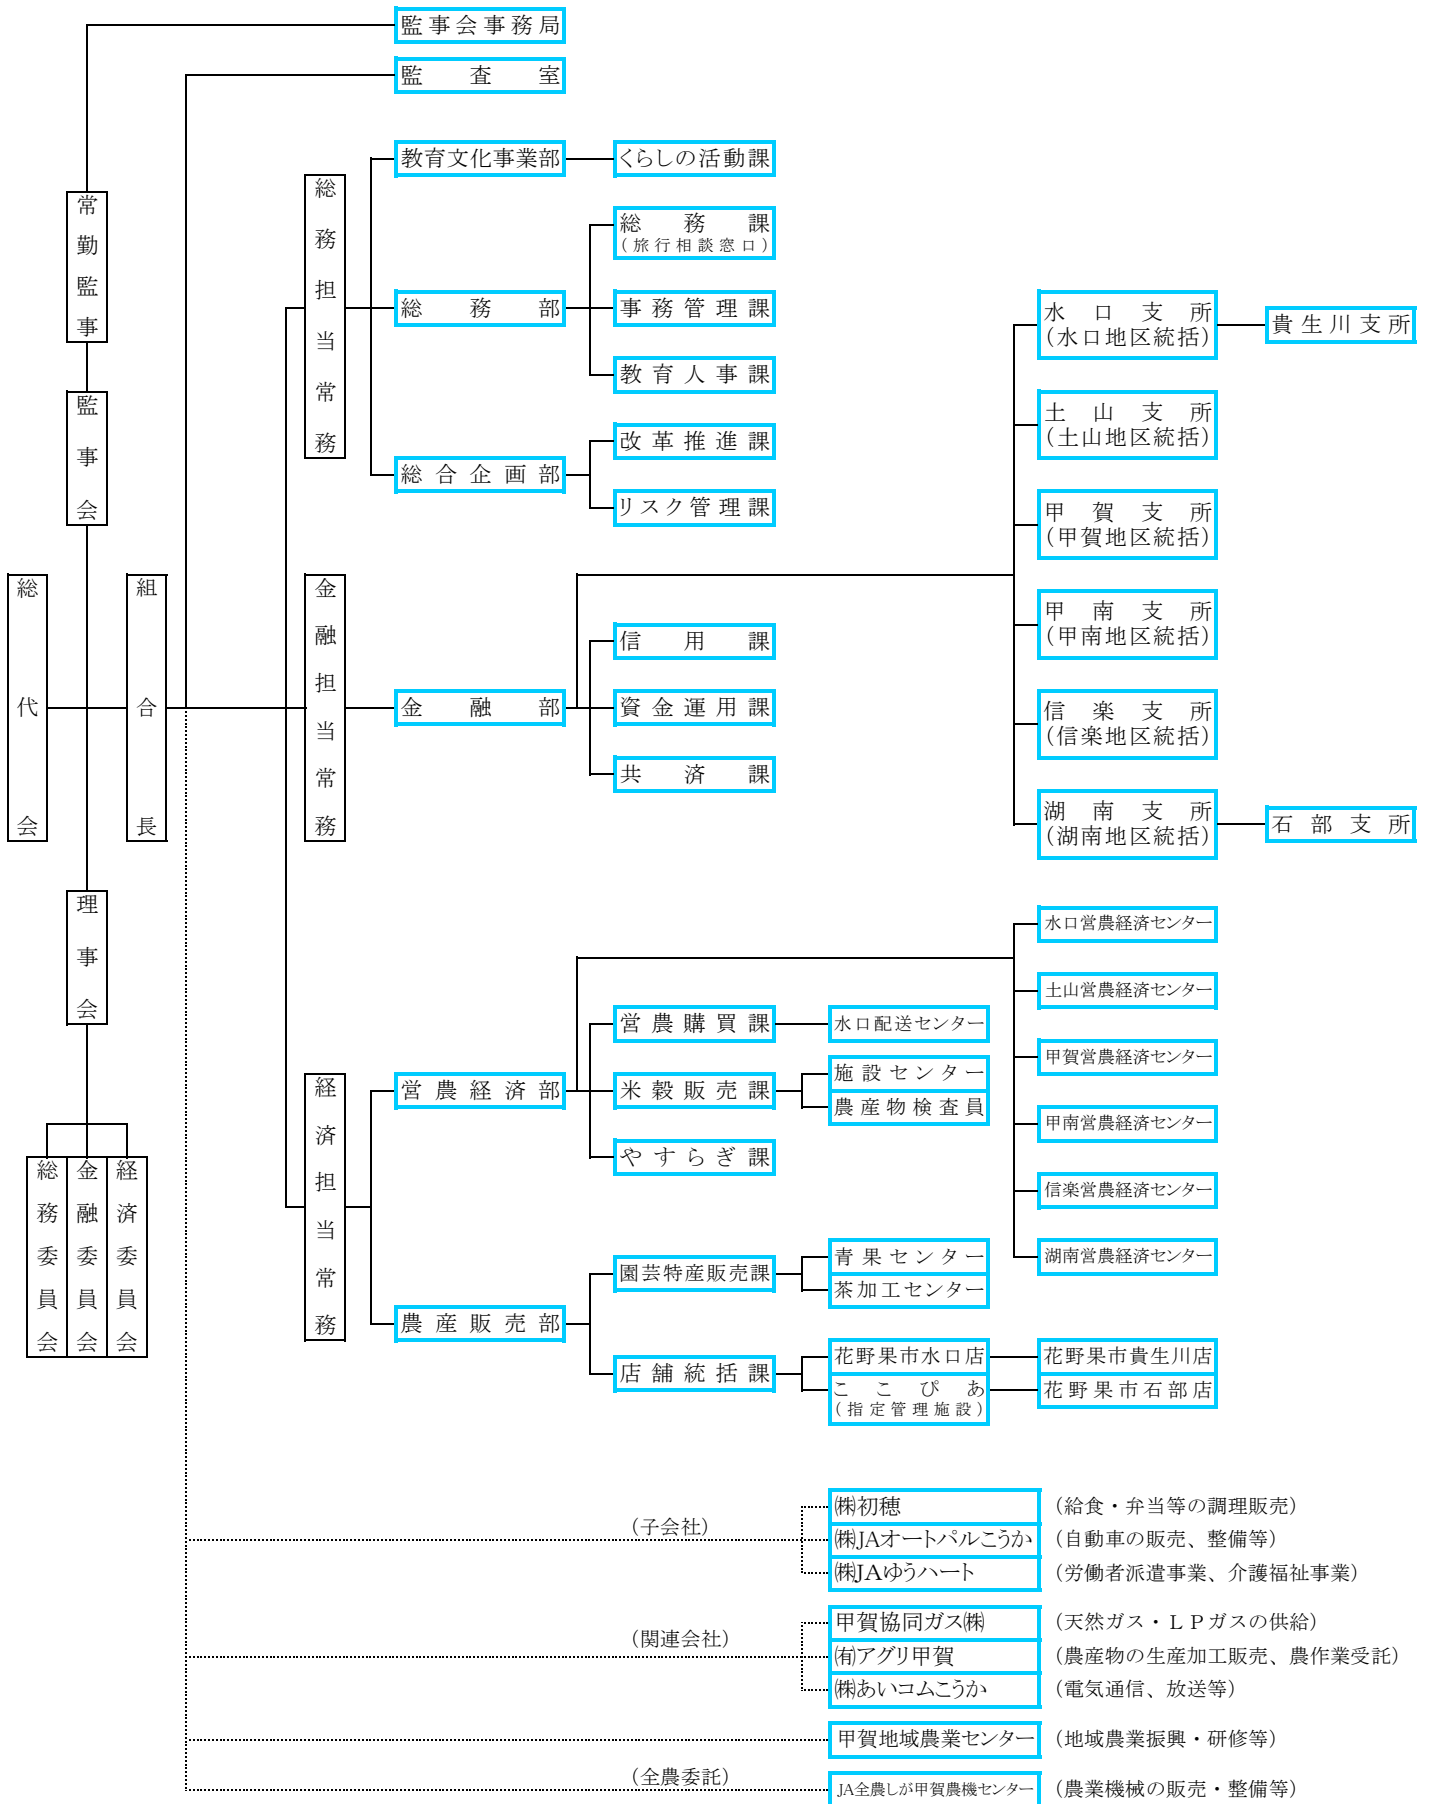 監事会事務局
監査室
教育文化事業部
くらしの活動課
常勤監事
総務担当常務
総務課
（旅行相談窓口）
総務部
事務管理課
教育人事課
水口支所
（水口地区統括）
貴生川支所
監事会
土山支所
（土山地区統括）
改革推進課
総合企画部
リスク管理課
甲賀支所
（甲賀地区統括）
総代会
組合長
金融担当常務
甲南支所
（甲南地区統括）
信用課
金融部
資金運用課
共済課
信楽支所
（信楽地区統括）
湖南支所
（湖南地区統括）
石部支所
理事会
水口営農経済センター
土山営農経済センター
営農購買課
水口配送センター
甲賀営農経済センター
経済担当常務
営農経済部
米穀販売課
施設センター
農産物検査員
甲南営農経済センター
やすらぎ課
総務委員会
金融委員会
経済委員会
信楽営農経済センター
湖南営農経済センター
園芸特産販売課
青果センター
茶加工センター
農産販売部
店舗統括課
花野果市水口店
花野果市貴生川店
ここぴあ
（指定管理施設）
花野果市石部店
（子会社）
㈱初穂
（給食・弁当等の調理販売）
㈱JAオートパルこうか
（自動車の販売、整備等）
㈱JAゆうハート
（労働者派遣事業、介護福祉事業）
（関連会社）
甲賀協同ガス㈱
（天然ガス・ＬＰガスの供給）
㈲アグリ甲賀
（農産物の生産加工販売、農作業受託）
㈱あいコムこうか
（電気通信、放送等）
甲賀地域農業センター
（地域農業振興・研修等）
（全農委託）
JA全農しが甲賀農機センター
（農業機械の販売・整備等）